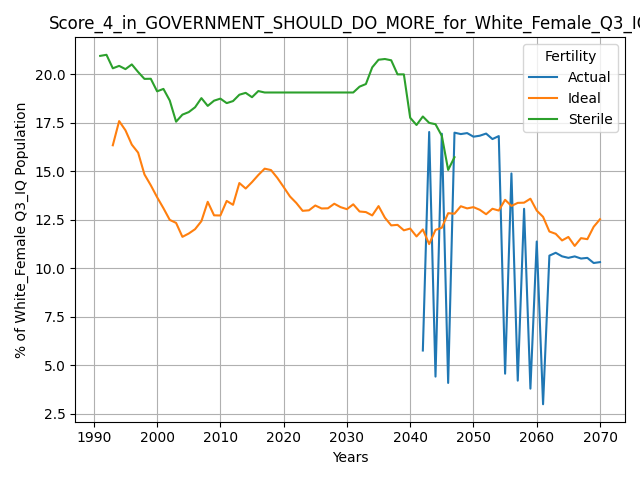 Score_4_in_GOVERNMENT_SHOULD_DO_MORE_for_White_Female_Q3_IQ
Fertility
Actual
Ideal
Sterile
% of White_Female Q3_IQ Population
20.0
17.5
15.0
12.5
10.0
7.5
5.0
2.5
1990 2000 2010 2020 2030 2040 2050 2060 2070
Years